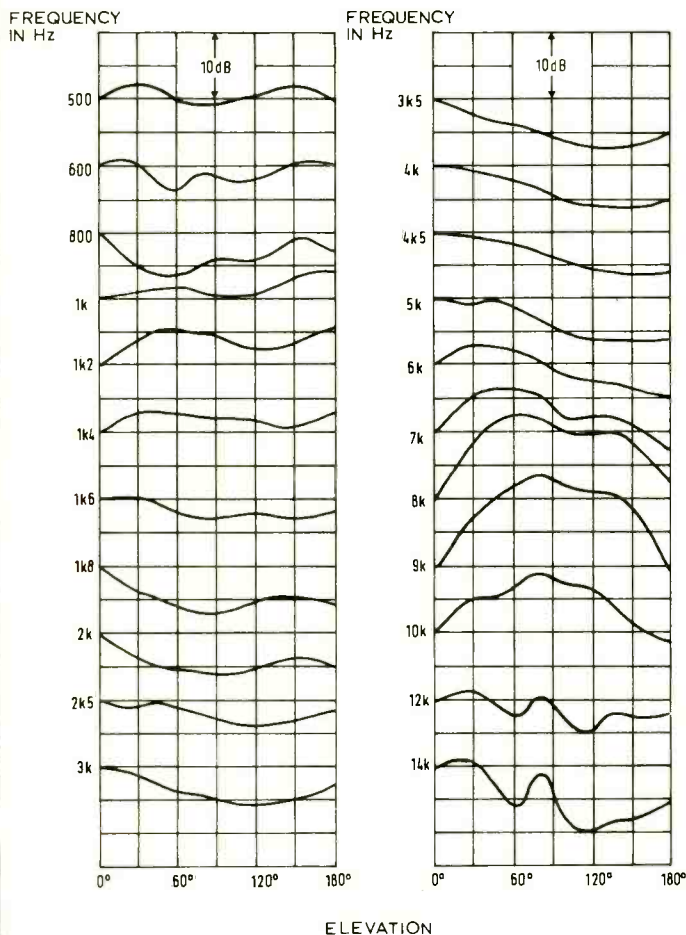 FREQUENCY
IN Hz
10dB
500
600
800
1k
1k2
1k4
1k6
1k8
2k
2k5
3k
0° 60° 120° 180°
FREQUENCY
IN Hz
10dB
3k5
4k
4k5
5k
6k
7k
8k
9k
10k
12k
14k
0° 60° 120° 180°
ELEVATION